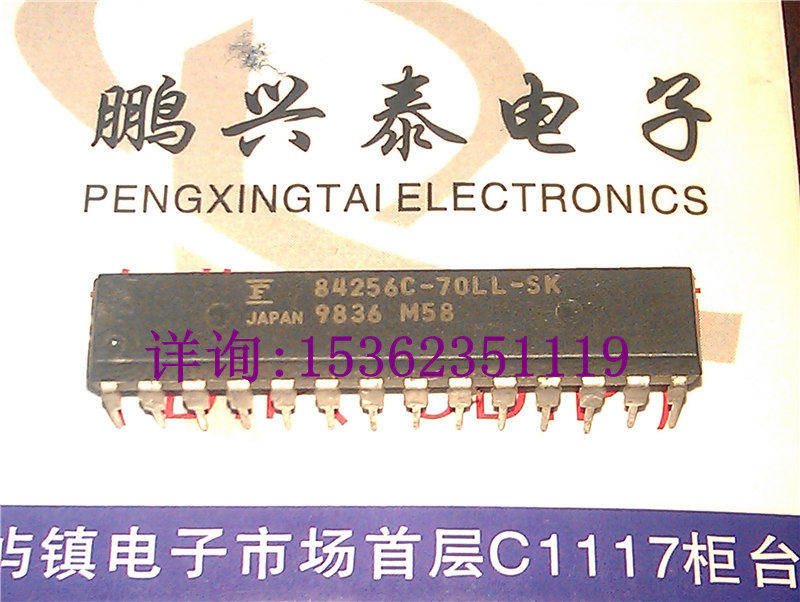 鹏兴泰电子
PENGXINGTAI ELECTRONICS
84256C-70LL-SK
JAPAN 9836 M58
详询:15362351119
屿镇电子市场首层C1117柜台